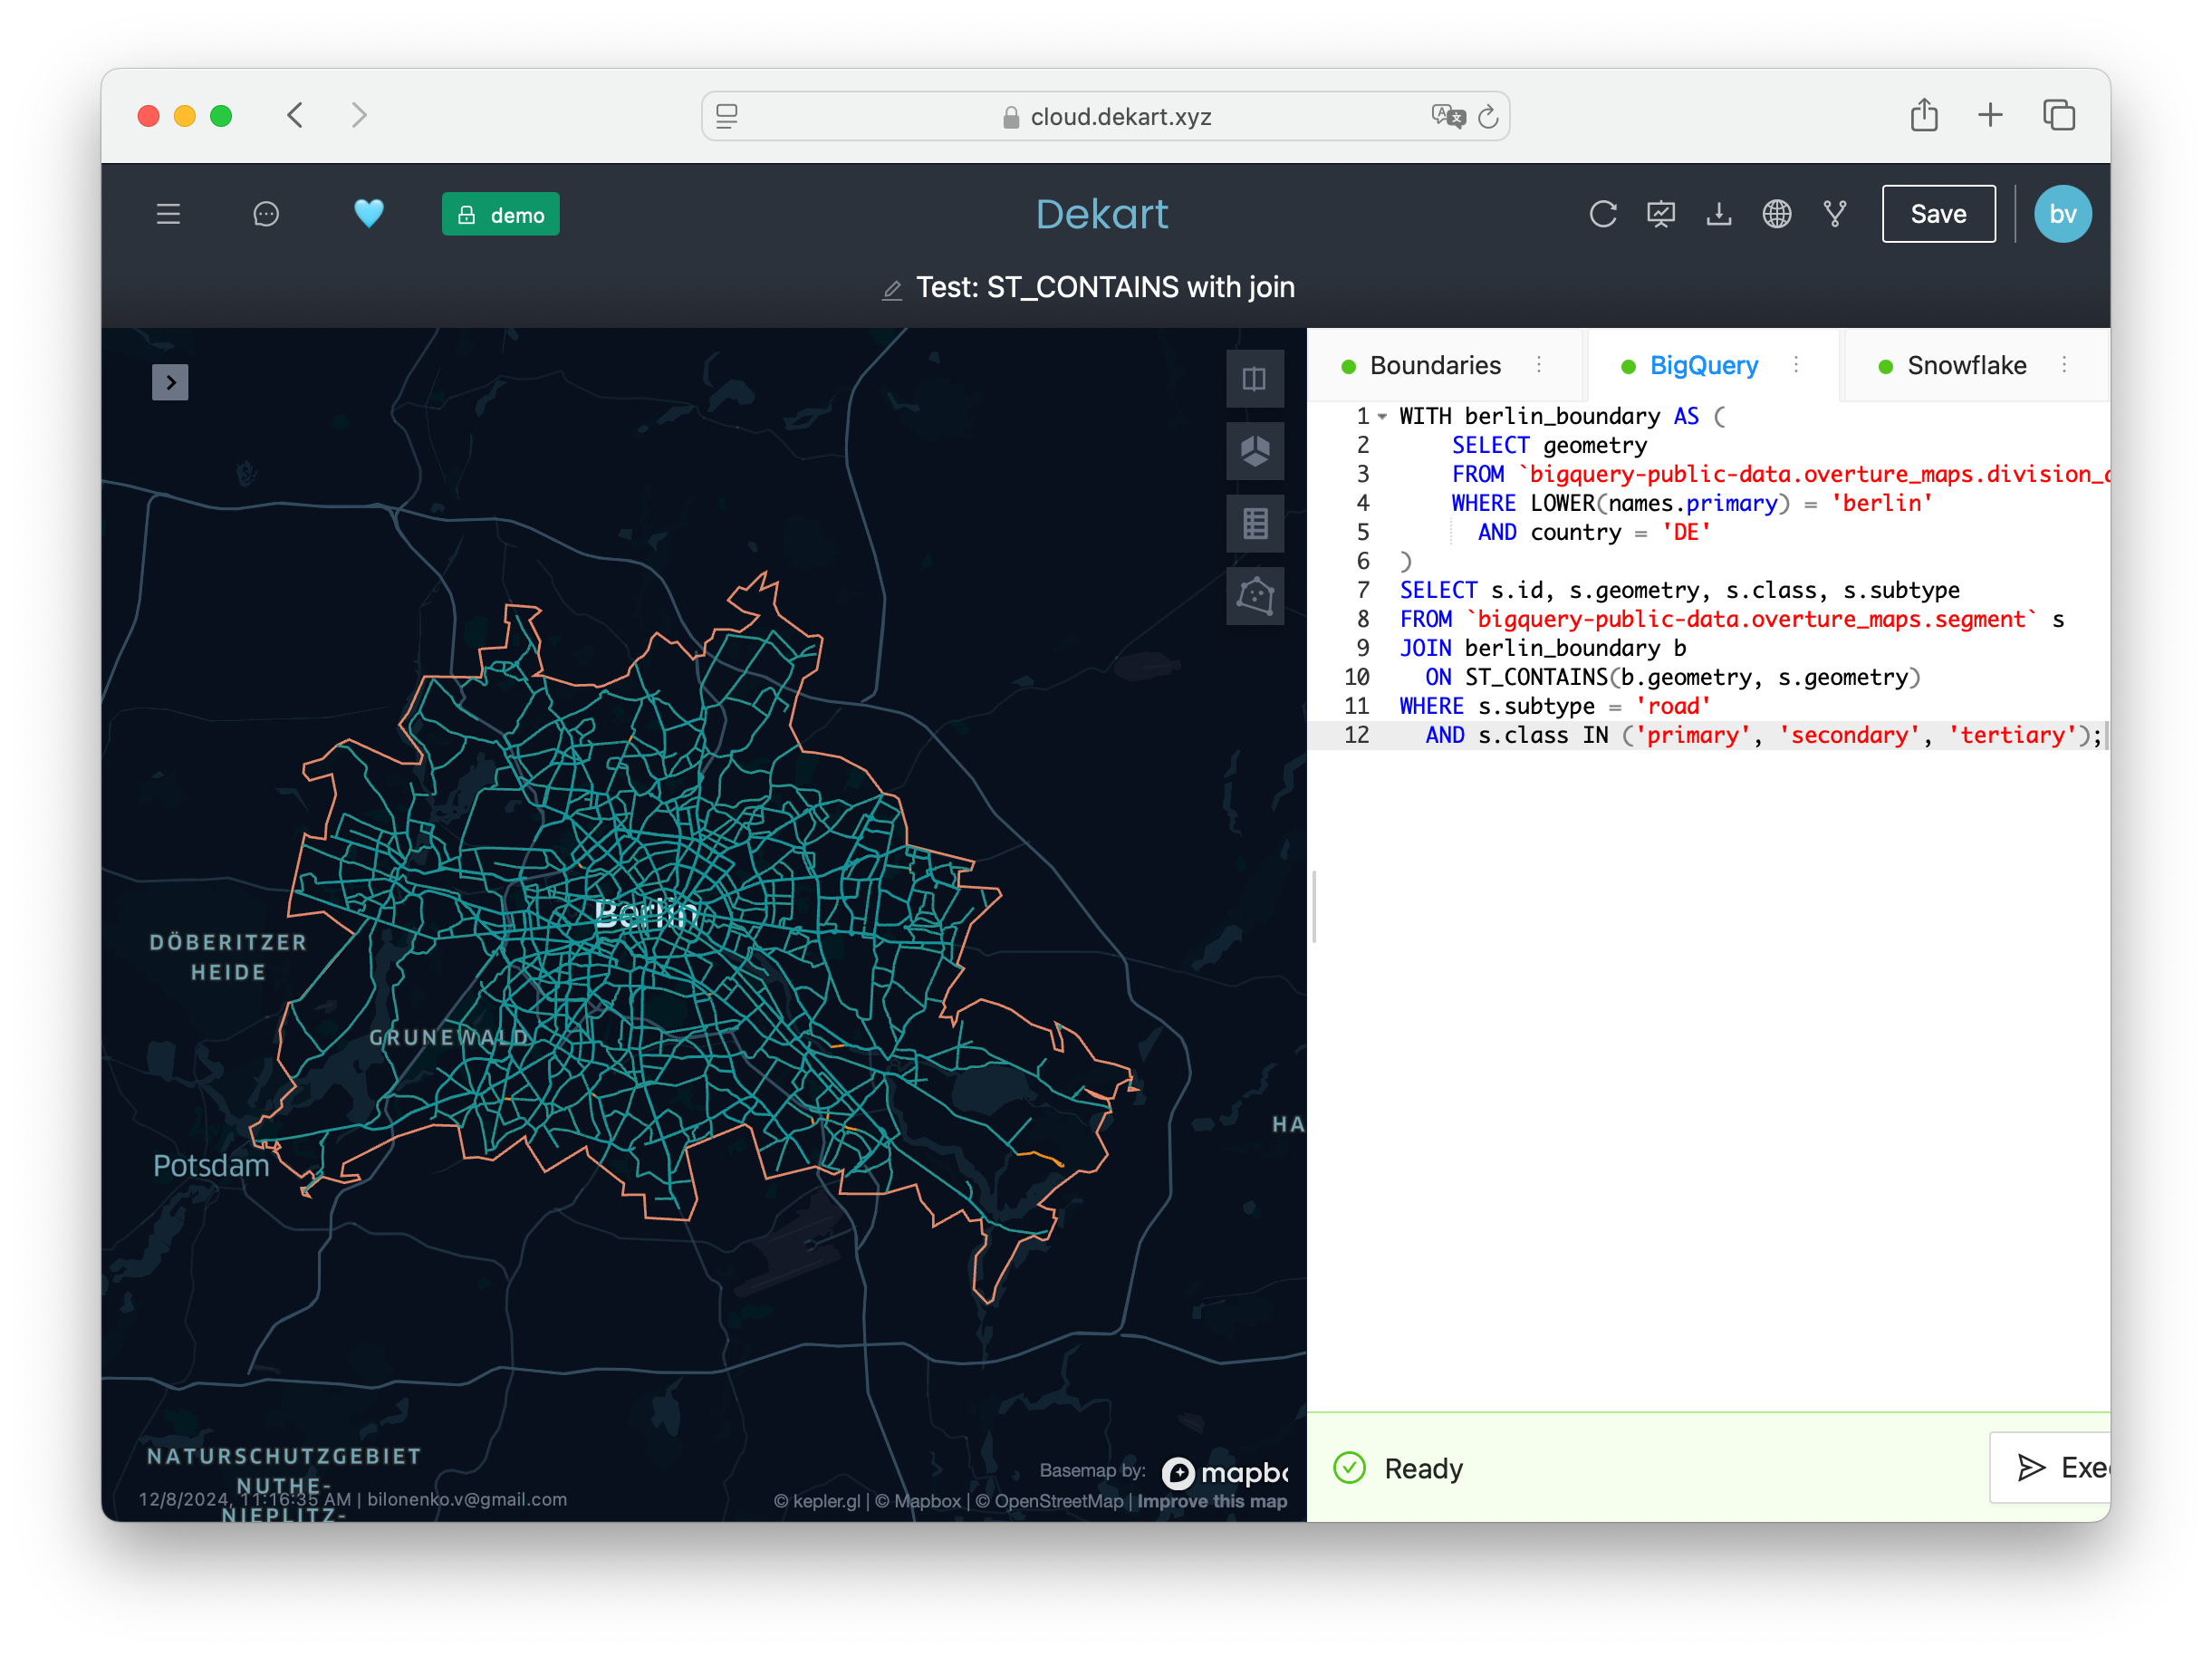 cloud.dekart.xyz
demo
Dekart
Save
bv
Test: ST_CONTAINS with join
Boundaries
BigQuery
Snowflake
1 WITH berlin_boundary AS (
2 SELECT geometry
3 FROM `bigquery-public-data.overture_maps.division_
4 WHERE LOWER(names.primary) = 'berlin'
5 AND country = 'DE'
6 )
7 SELECT s.id, s.geometry, s.class, s.subtype
8 FROM `bigquery-public-data.overture_maps.segment` s
9 JOIN berlin_boundary b
10 ON ST_CONTAINS(b.geometry, s.geometry)
11 WHERE s.subtype = 'road'
12 AND s.class IN ('primary', 'secondary', 'tertiary');
Berlin
DÖBERITZER
HEIDE
GRUNEWALD
HA
Potsdam
NATURSCHUTZGEBIET
NUTHE-
NIEPLITZ-
12/8/2024, 11:16:35 AM | bilonenko.v@gmail.com
Basemap by: mapbo
© kepler.gl | © Mapbox | © OpenStreetMap | Improve this map
Ready
Exe